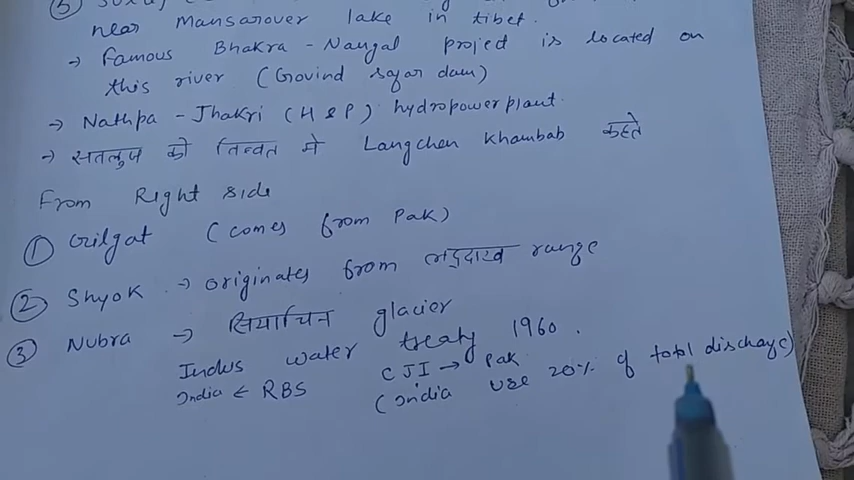 near Mansarover lake in tibet.
→ Famous Bhakra - Nangal project is located on
this river (Govind sagar dam)
→ Nathpa - Jhakri (H&P) hydropowerplant.
→ सतलुज को तिब्बत मे Langchen Khambab कहते
From Right side
① Gilgat (comes from Pak)
② Shyok → originates from लद्दाख range
③ Nubra → सियाचिन glacier
Indus water treaty 1960.
India ← RBS CJI → Pak
(India use 20% of total discharge)